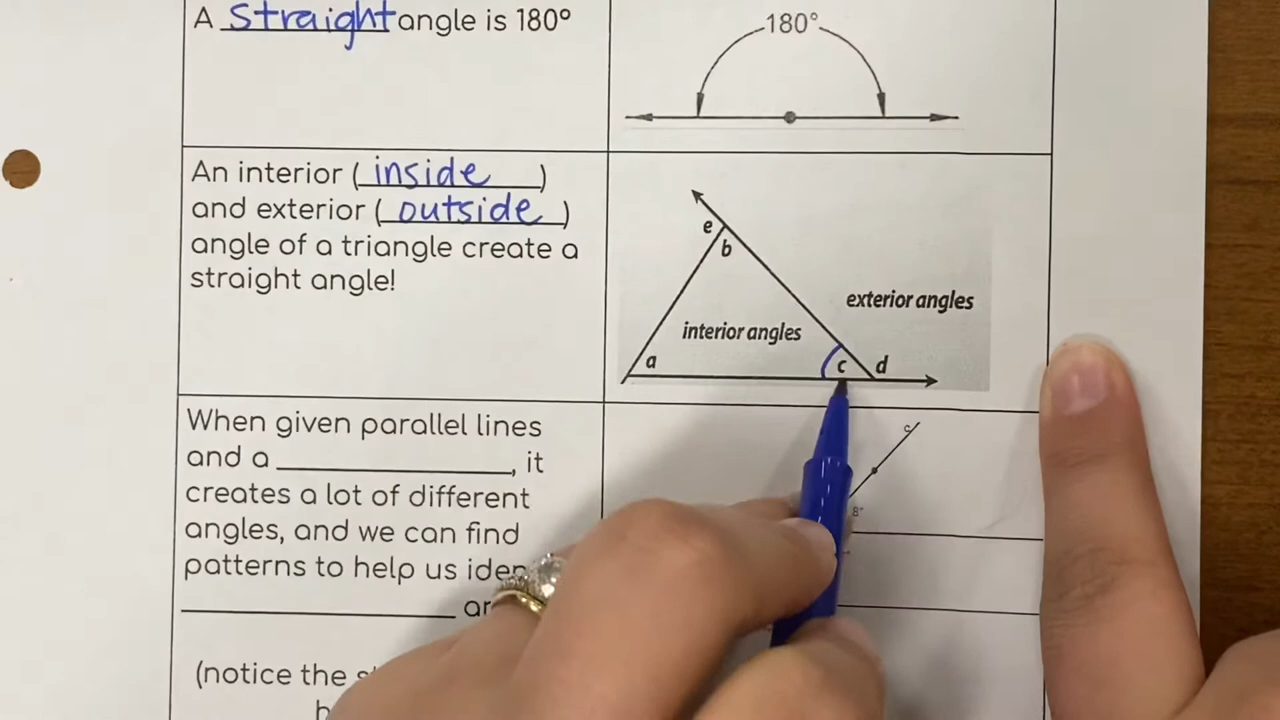 A straight angle is 180°
180°
An interior (inside)
and exterior (outside)
angle of a triangle create a
straight angle!
e
b
exterior angles
interior angles
a
c
d
When given parallel lines
and a ____________, it
creates a lot of different
angles, and we can find
patterns to help us
____________
(notice the
8°